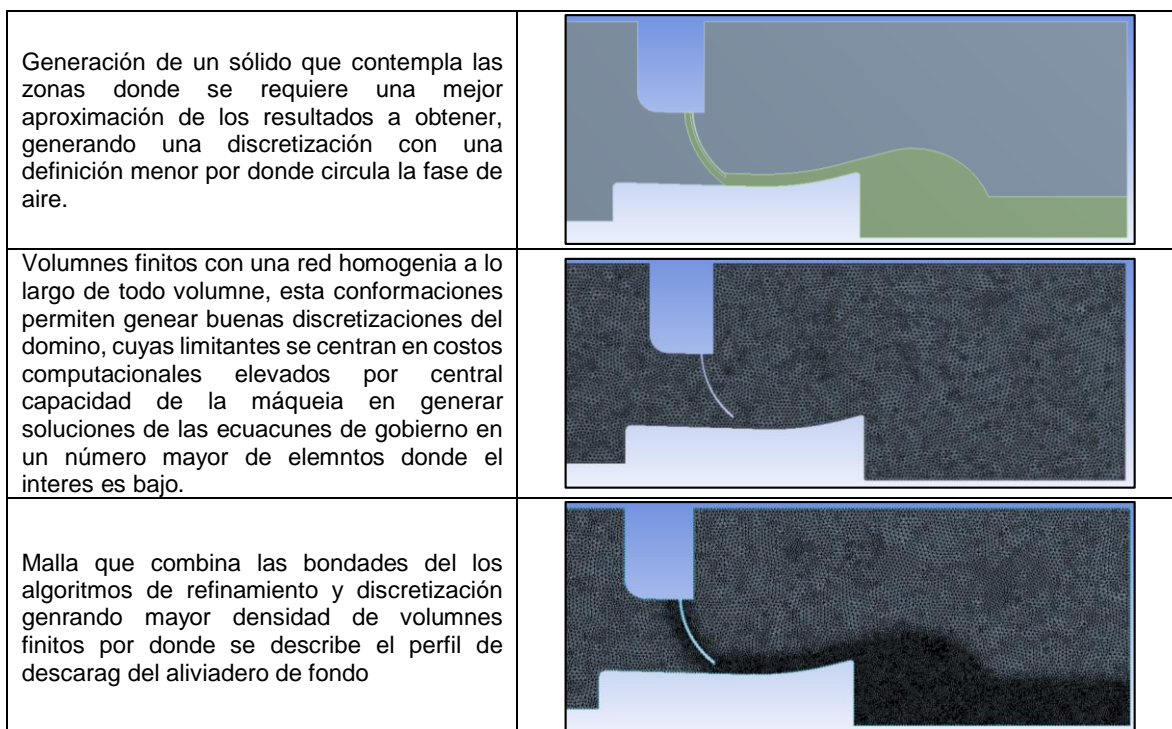 Generación de un sólido que contempla las
zonas donde se requiere una mejor
aproximación de los resultados a obtener,
generando una discretización con una
definición menor por donde circula la fase de
aire.
Volumnes finitos con una red homogenia a lo
largo de todo volumne, esta conformaciones
permiten genear buenas discretizaciones del
domino, cuyas limitantes se centran en costos
computacionales elevados por central
capacidad de la máqueia en generar
soluciones de las ecuacunes de gobierno en
un número mayor de elemntos donde el
interes es bajo.
Malla que combina las bondades del los
algoritmos de refinamiento y discretización
genrando mayor densidad de volumnes
finitos por donde se describe el perfil de
descarag del aliviadero de fondo